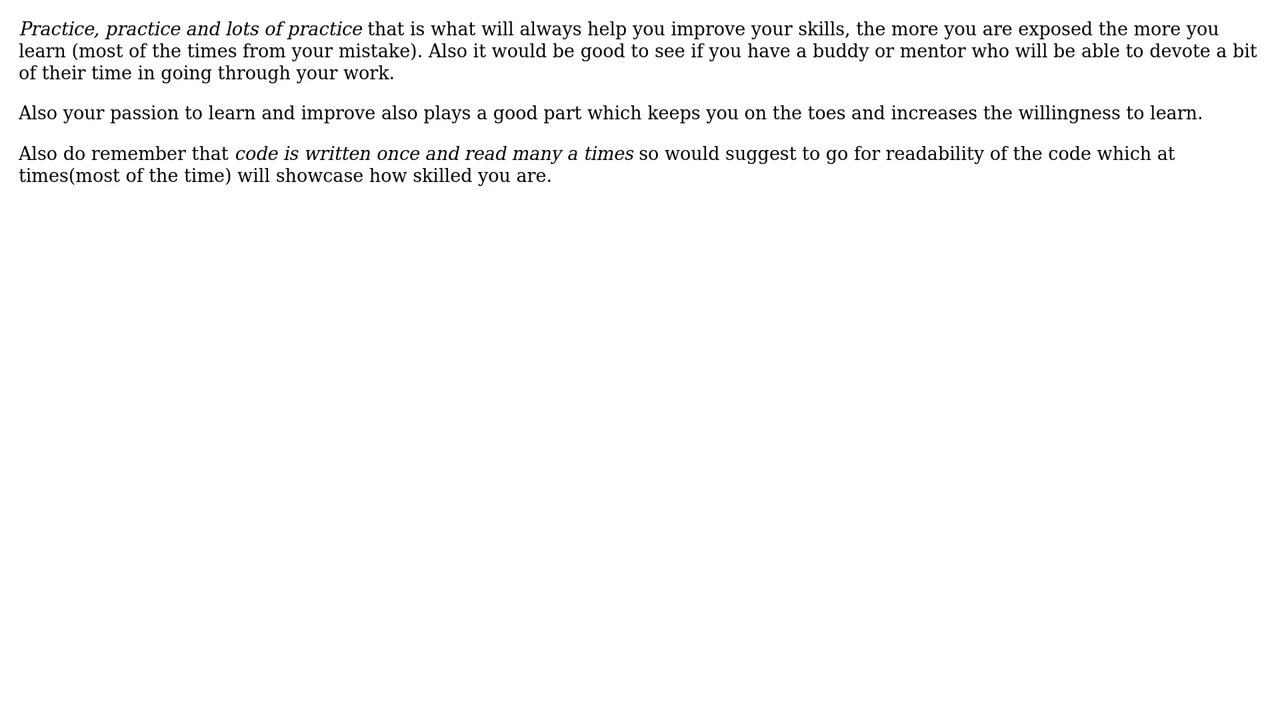 Practice, practice and lots of practice that is what will always help you improve your skills, the more you are exposed the more you
learn (most of the times from your mistake). Also it would be good to see if you have a buddy or mentor who will be able to devote a bit
of their time in going through your work.
Also your passion to learn and improve also plays a good part which keeps you on the toes and increases the willingness to learn.
Also do remember that code is written once and read many a times so would suggest to go for readability of the code which at
times(most of the time) will showcase how skilled you are.